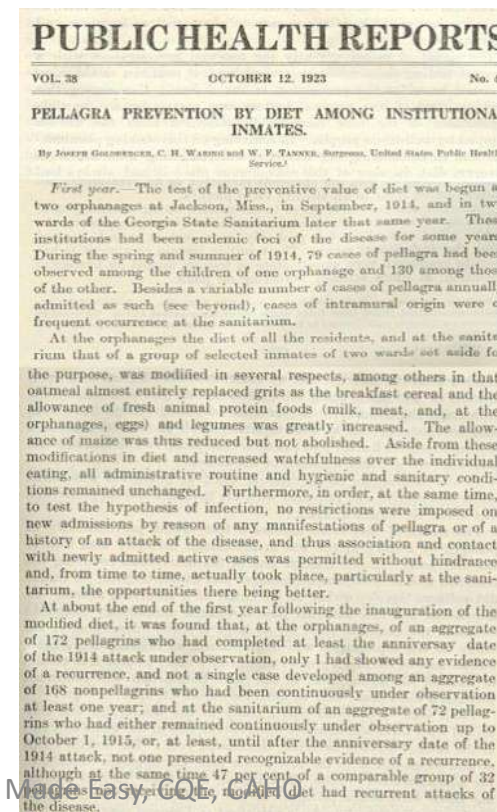 PUBLIC HEALTH REPORTS
VOL. 38 OCTOBER 12, 1923 No.
PELLAGRA PREVENTION BY DIET AMONG INSTITUTIONA
INMATES.
By JOSEPH GOLDBERGER, C. H. WARING and W. F. TANNER, Surgeons, United States Public Health
Service.¹
First year.—The test of the preventive value of diet was begun a
two orphanages at Jackson, Miss., in September, 1914, and in tw
wards of the Georgia State Sanitarium later that same year. Thes
institutions had been endemic foci of the disease for some years
During the spring and summer of 1914, 79 cases of pellagra had been
observed among the children of one orphanage and 130 among thos
of the other. Besides a variable number of cases of pellagra annuall
admitted as such (see beyond), cases of intramural origin were o
frequent occurrence at the sanitarium.
At the orphanages the diet of all the residents, and at the sanita
rium that of a group of selected inmates of two wards set aside fo
the purpose, was modified in several respects, among others in that
oatmeal almost entirely replaced grits as the breakfast cereal and the
allowance of fresh animal protein foods (milk, meat, and, at the
orphanages, eggs) and legumes was greatly increased. The allow-
ance of maize was thus reduced but not abolished. Aside from these
modifications in diet and increased watchfulness over the individual
eating, all administrative routine and hygienic and sanitary condi-
tions remained unchanged. Furthermore, in order, at the same time,
to test the hypothesis of infection, no restrictions were imposed on
new admissions by reason of any manifestations of pellagra or of a
history of an attack of the disease, and thus association and contact
with newly admitted active cases was permitted without hindrance
and, from time to time, actually took place, particularly at the sani-
tarium, the opportunities there being better.
At about the end of the first year following the inauguration of the
modified diet, it was found that, at the orphanages, of an aggregate
of 172 pellagrins who had completed at least the anniversay date
of the 1914 attack under observation, only 1 had showed any evidence
of a recurrence, and not a single case developed among an aggregate
of 168 nonpellagrins who had been continuously under observation
at least one year; and at the sanitarium of an aggregate of 72 pellag-
rins who had either remained continuously under observation up to
October 1, 1915, or, at least, until after the anniversary date of the
1914 attack, not one presented recognizable evidence of a recurrence,
although at the same time 47 per cent of a comparable group of 32
the modified diet had recurrent attacks of
the disease.
Made Easy, CQE, CAHO